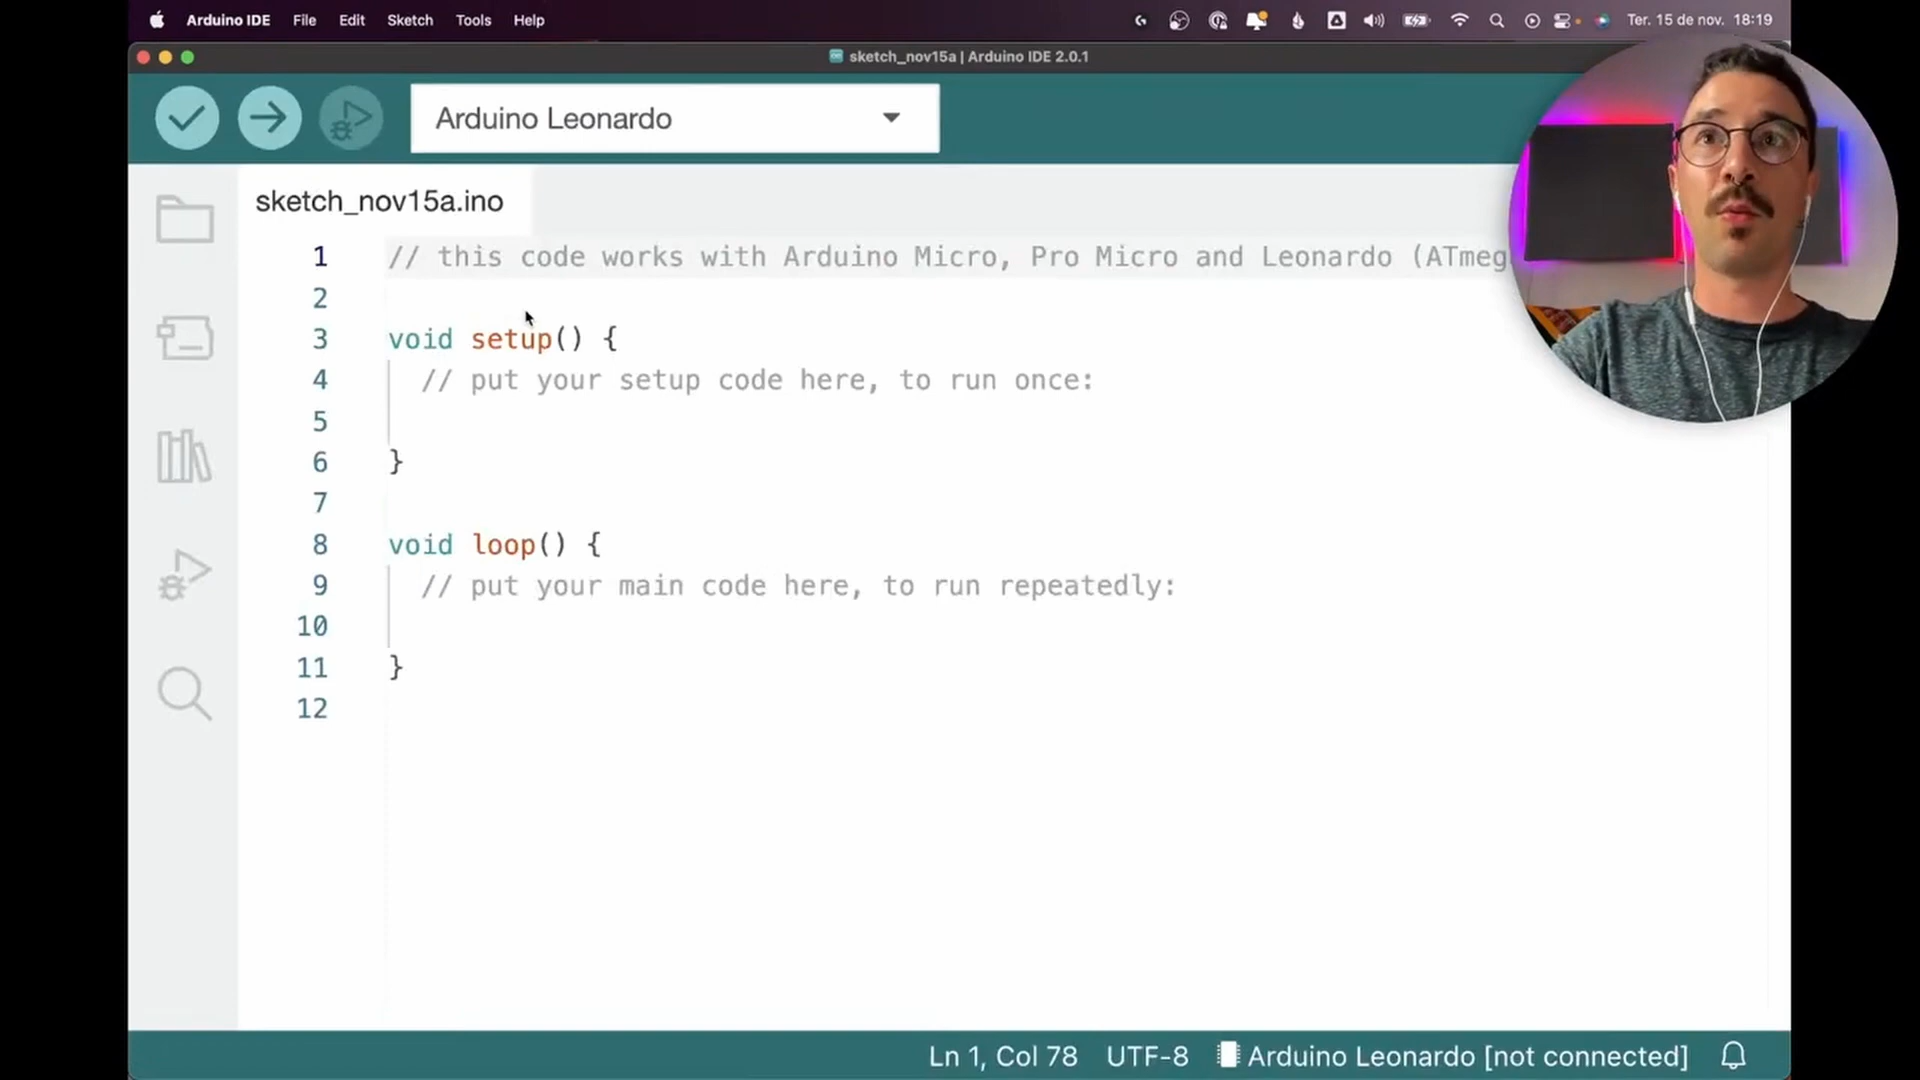 Arduino IDE File Edit Sketch Tools Help Ter. 15 de nov. 18:19
sketch_nov15a | Arduino IDE 2.0.1
Arduino Leonardo
sketch_nov15a.ino
1 // this code works with Arduino Micro, Pro Micro and Leonardo (ATmeg
2
3 void setup() {
4 // put your setup code here, to run once:
5
6 }
7
8 void loop() {
9 // put your main code here, to run repeatedly:
10
11 }
12
Ln 1, Col 78 UTF-8 Arduino Leonardo [not connected]